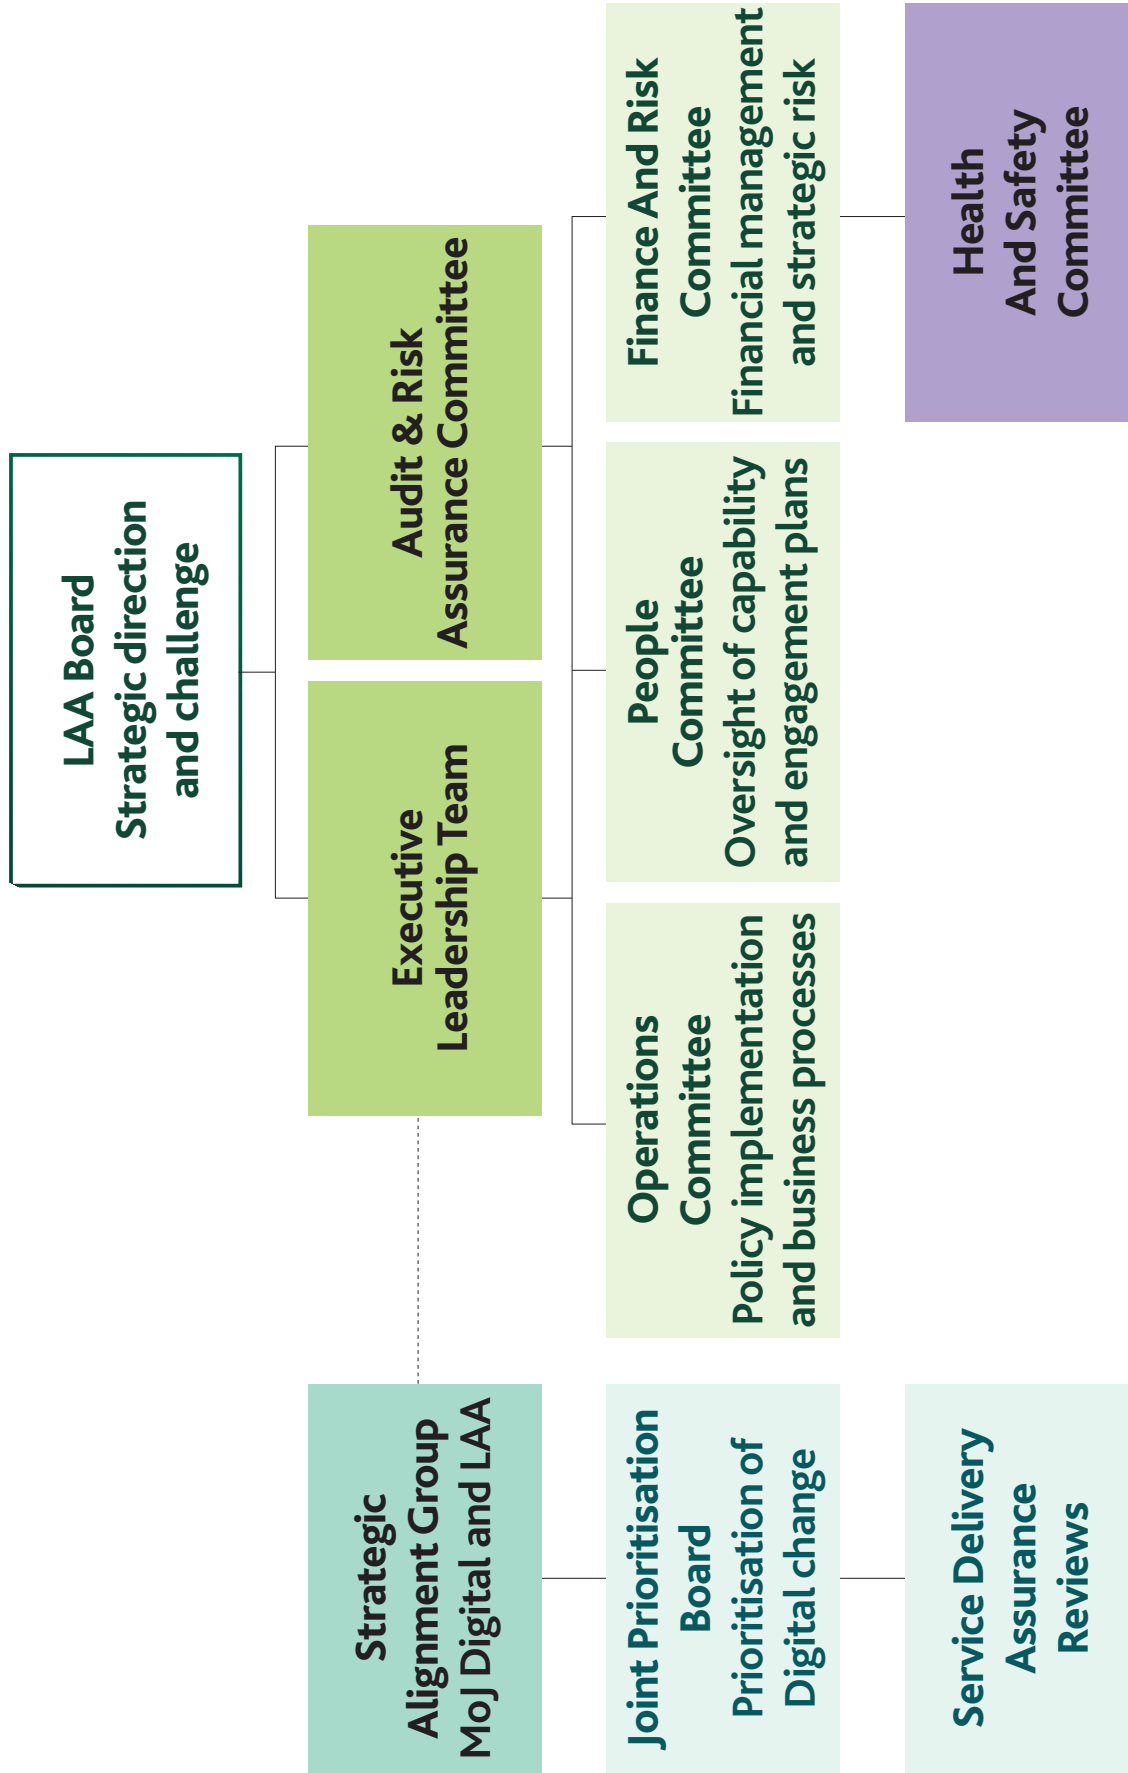 LAA Board
Strategic direction
and challenge
Executive
Leadership Team
Audit & Risk
Assurance Committee
Strategic
Alignment Group
MoJ Digital and LAA
Joint Prioritisation
Board
Prioritisation of
Digital change
Operations
Committee
Policy implementation
and business processes
People
Committee
Oversight of capability
and engagement plans
Finance And Risk
Committee
Financial management
and strategic risk
Service Delivery
Assurance
Reviews
Health
And Safety
Committee